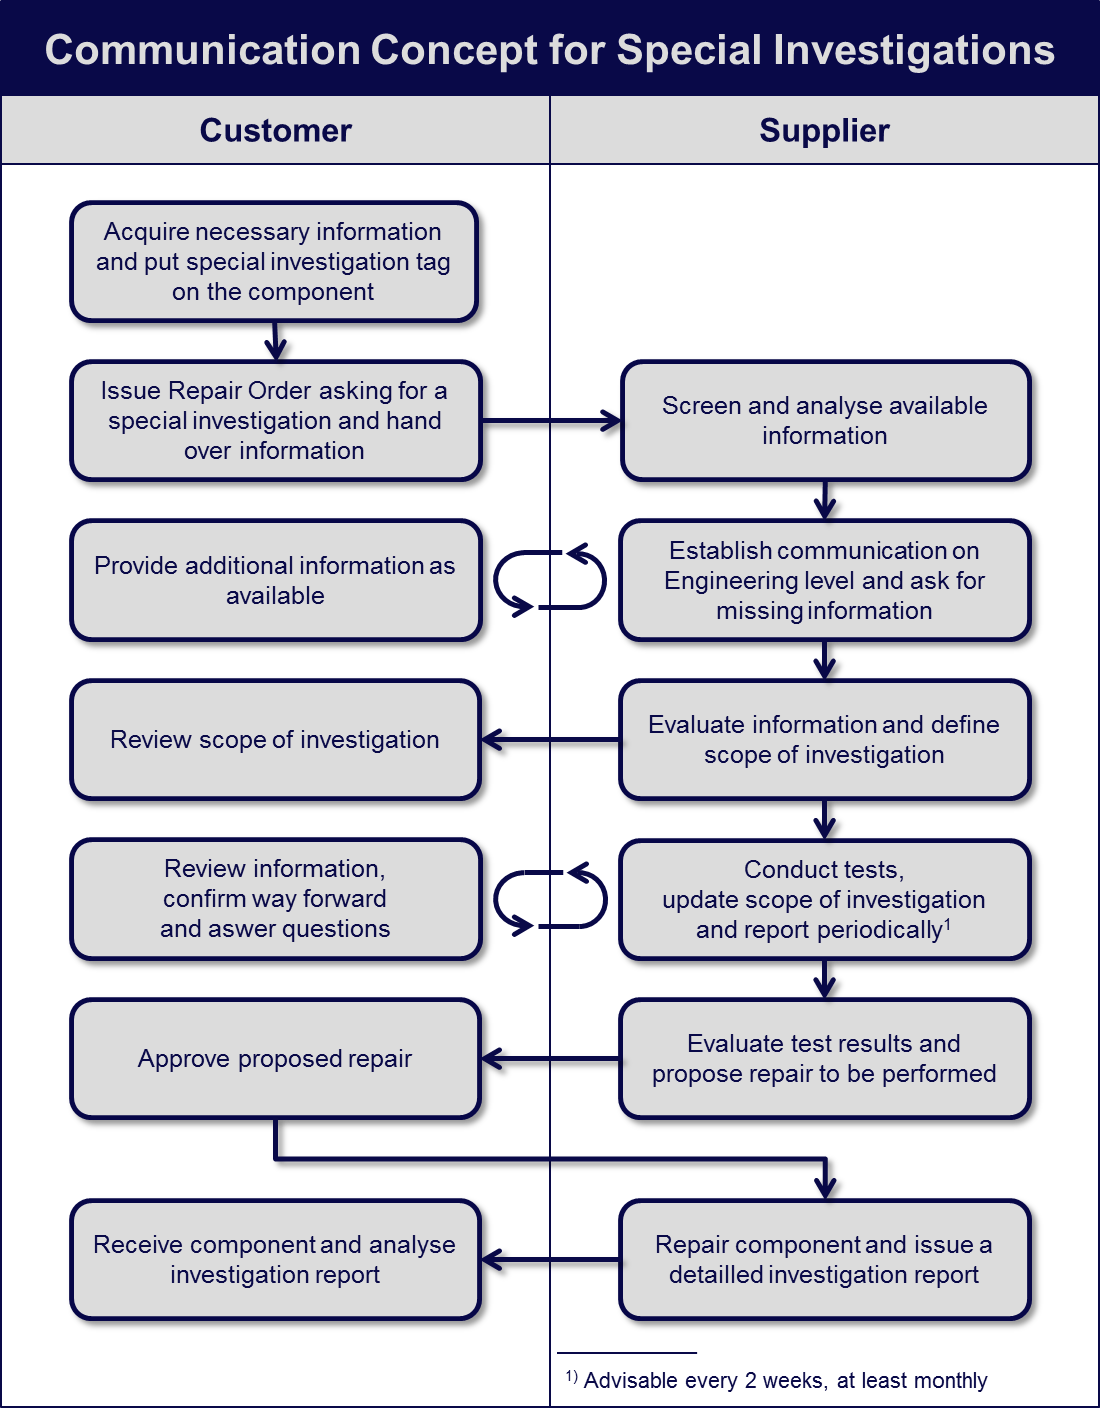 Communication Concept for Special Investigations
Customer
Supplier
Acquire necessary information
and put special investigation tag
on the component
Issue Repair Order asking for a
special investigation and hand
over information
Screen and analyse available
information
Provide additional information as
available
Establish communication on
Engineering level and ask for
missing information
Review scope of investigation
Evaluate information and define
scope of investigation
Review information,
confirm way forward
and aswer questions
Conduct tests,
update scope of investigation
and report periodically¹
Approve proposed repair
Evaluate test results and
propose repair to be performed
Receive component and analyse
investigation report
Repair component and issue a
detailled investigation report
¹⁾ Advisable every 2 weeks, at least monthly